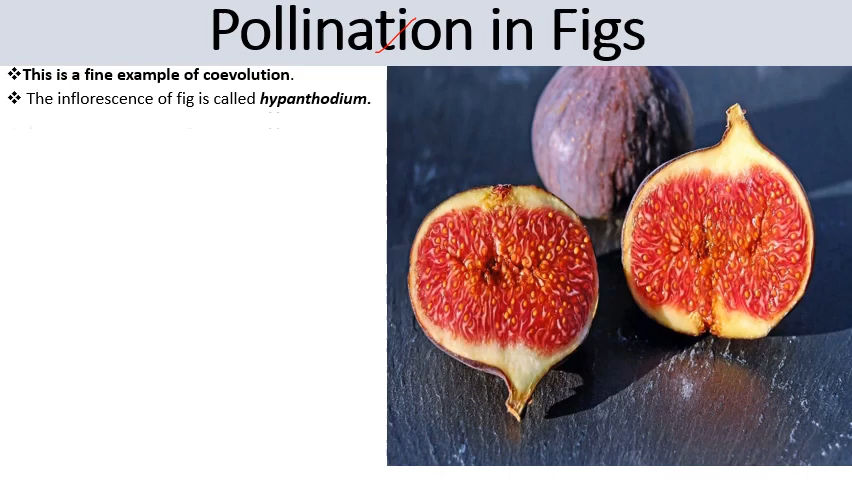 Pollination in Figs
❖This is a fine example of coevolution.
❖ The inflorescence of fig is called hypanthodium.